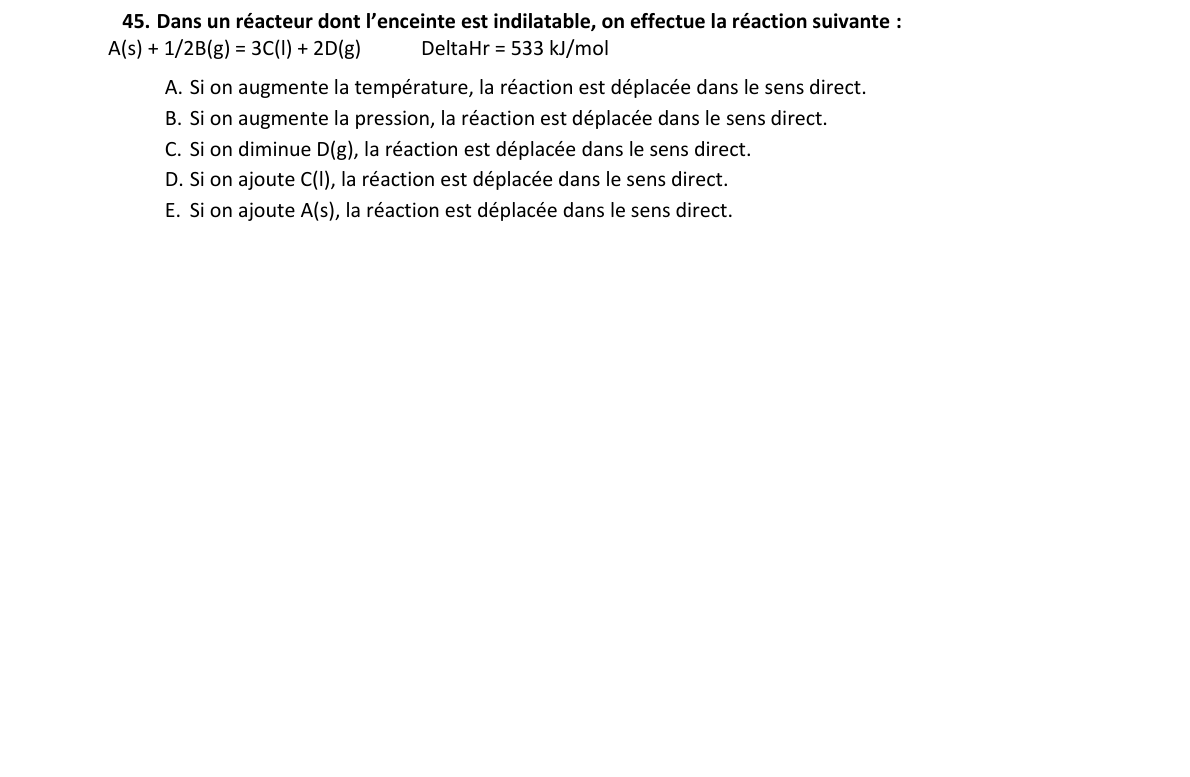 45. Dans un réacteur dont l’enceinte est indilatable, on effectue la réaction suivante :
A(s) + 1/2B(g) = 3C(l) + 2D(g) DeltaHr = 533 kJ/mol
A. Si on augmente la température, la réaction est déplacée dans le sens direct.
B. Si on augmente la pression, la réaction est déplacée dans le sens direct.
C. Si on diminue D(g), la réaction est déplacée dans le sens direct.
D. Si on ajoute C(l), la réaction est déplacée dans le sens direct.
E. Si on ajoute A(s), la réaction est déplacée dans le sens direct.